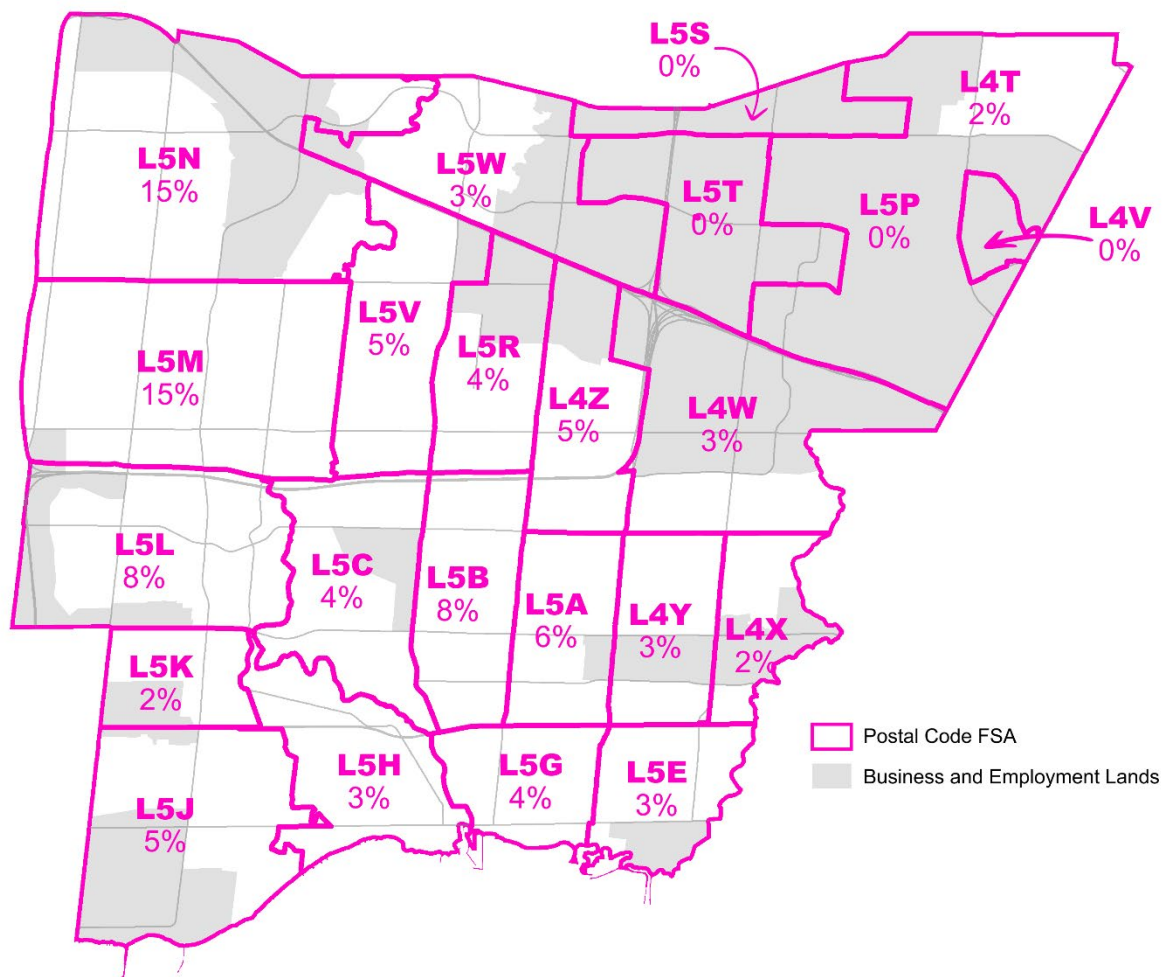 L5S
0%
L4T
2%
L5N
15%
L5W
3%
L5T
0%
L5P
0%
L4V
0%
L5V
5%
L5M
15%
L5R
4%
L4Z
5%
L4W
3%
L5L
8%
L5C
4%
L5B
8%
L5A
6%
L4Y
3%
L4X
2%
L5K
2%
L5H
3%
L5G
4%
L5E
3%
L5J
5%
Postal Code FSA
Business and Employment Lands